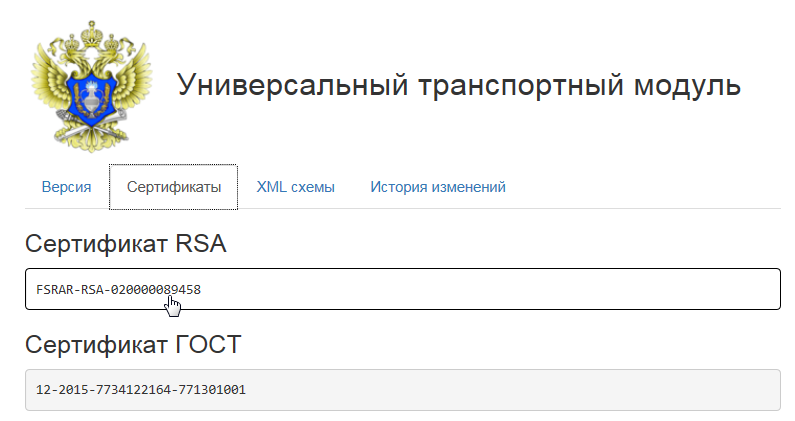 Универсальный транспортный модуль
Версия Сертификаты XML схемы История изменений
Сертификат RSA
FSRAR-RSA-020000089458
Сертификат ГОСТ
12-2015-7734122164-771301001